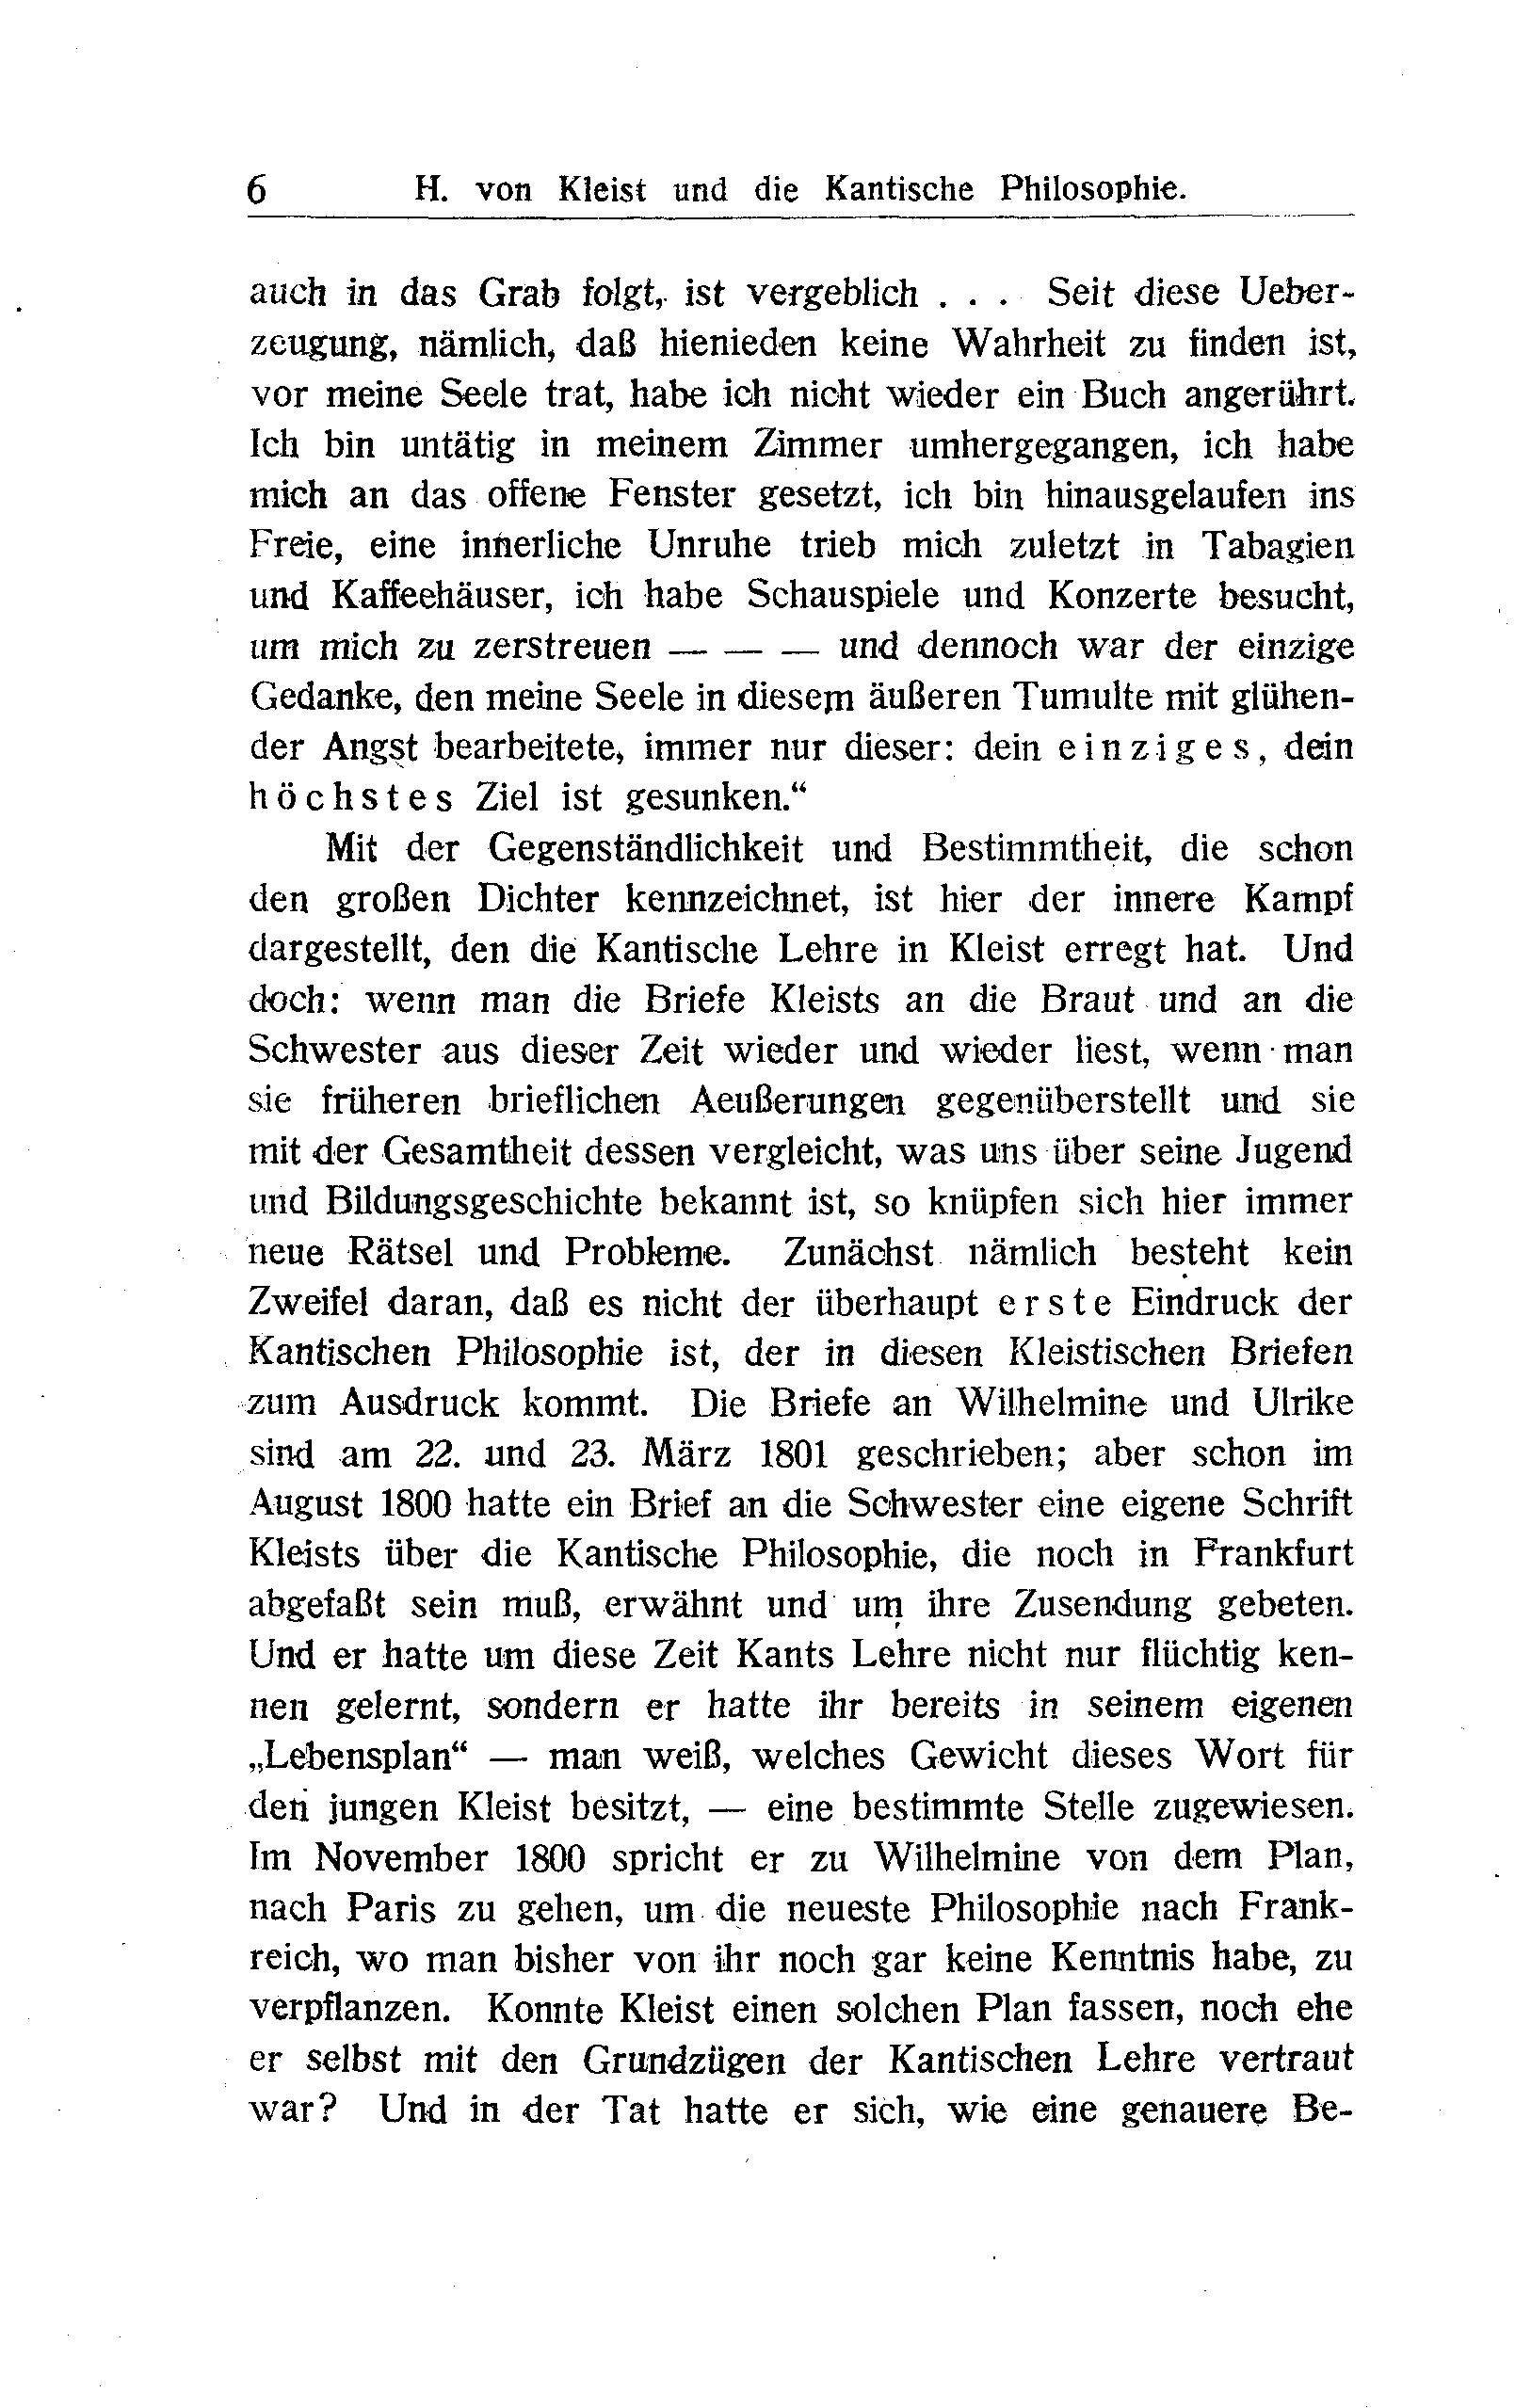 6 H. von Kleist und die Kantische Philosophie.
auch in das Grab folgt, ist vergeblich . . . Seit diese Ueber-
zeugung, nämlich, daß hienieden keine Wahrheit zu finden ist,
vor meine Seele trat, habe ich nicht wieder ein Buch angerührt.
Ich bin untätig in meinem Zimmer umhergegangen, ich habe
mich an das offene Fenster gesetzt, ich bin hinausgelaufen ins
Freie, eine innerliche Unruhe trieb mich zuletzt in Tabagien
und Kaffeehäuser, ich habe Schauspiele und Konzerte besucht,
um mich zu zerstreuen — — — und dennoch war der einzige
Gedanke, den meine Seele in diesem äußeren Tumulte mit glühen-
der Angst bearbeitete, immer nur dieser: dein einziges, dein
höchstes Ziel ist gesunken.“
Mit der Gegenständlichkeit und Bestimmtheit, die schon
den großen Dichter kennzeichnet, ist hier der innere Kampf
dargestellt, den die Kantische Lehre in Kleist erregt hat. Und
doch: wenn man die Briefe Kleists an die Braut und an die
Schwester aus dieser Zeit wieder und wieder liest, wenn man
sie früheren brieflichen Aeußerungen gegenüberstellt und sie
mit der Gesamtheit dessen vergleicht, was uns über seine Jugend
und Bildungsgeschichte bekannt ist, so knüpfen sich hier immer
neue Rätsel und Probleme. Zunächst nämlich besteht kein
Zweifel daran, daß es nicht der überhaupt erste Eindruck der
Kantischen Philosophie ist, der in diesen Kleistischen Briefen
zum Ausdruck kommt. Die Briefe an Wilhelmine und Ulrike
sind am 22. und 23. März 1801 geschrieben; aber schon im
August 1800 hatte ein Brief an die Schwester eine eigene Schrift
Kleists über die Kantische Philosophie, die noch in Frankfurt
abgefaßt sein muß, erwähnt und um ihre Zusendung gebeten.
Und er hatte um diese Zeit Kants Lehre nicht nur flüchtig ken-
nen gelernt, sondern er hatte ihr bereits in seinem eigenen
„Lebensplan“ — man weiß, welches Gewicht dieses Wort für
den jungen Kleist besitzt, — eine bestimmte Stelle zugewiesen.
Im November 1800 spricht er zu Wilhelmine von dem Plan,
nach Paris zu gehen, um die neueste Philosophie nach Frank-
reich, wo man bisher von ihr noch gar keine Kenntnis habe, zu
verpflanzen. Konnte Kleist einen solchen Plan fassen, noch ehe
er selbst mit den Grundzügen der Kantischen Lehre vertraut
war? Und in der Tat hatte er sich, wie eine genauere Be-